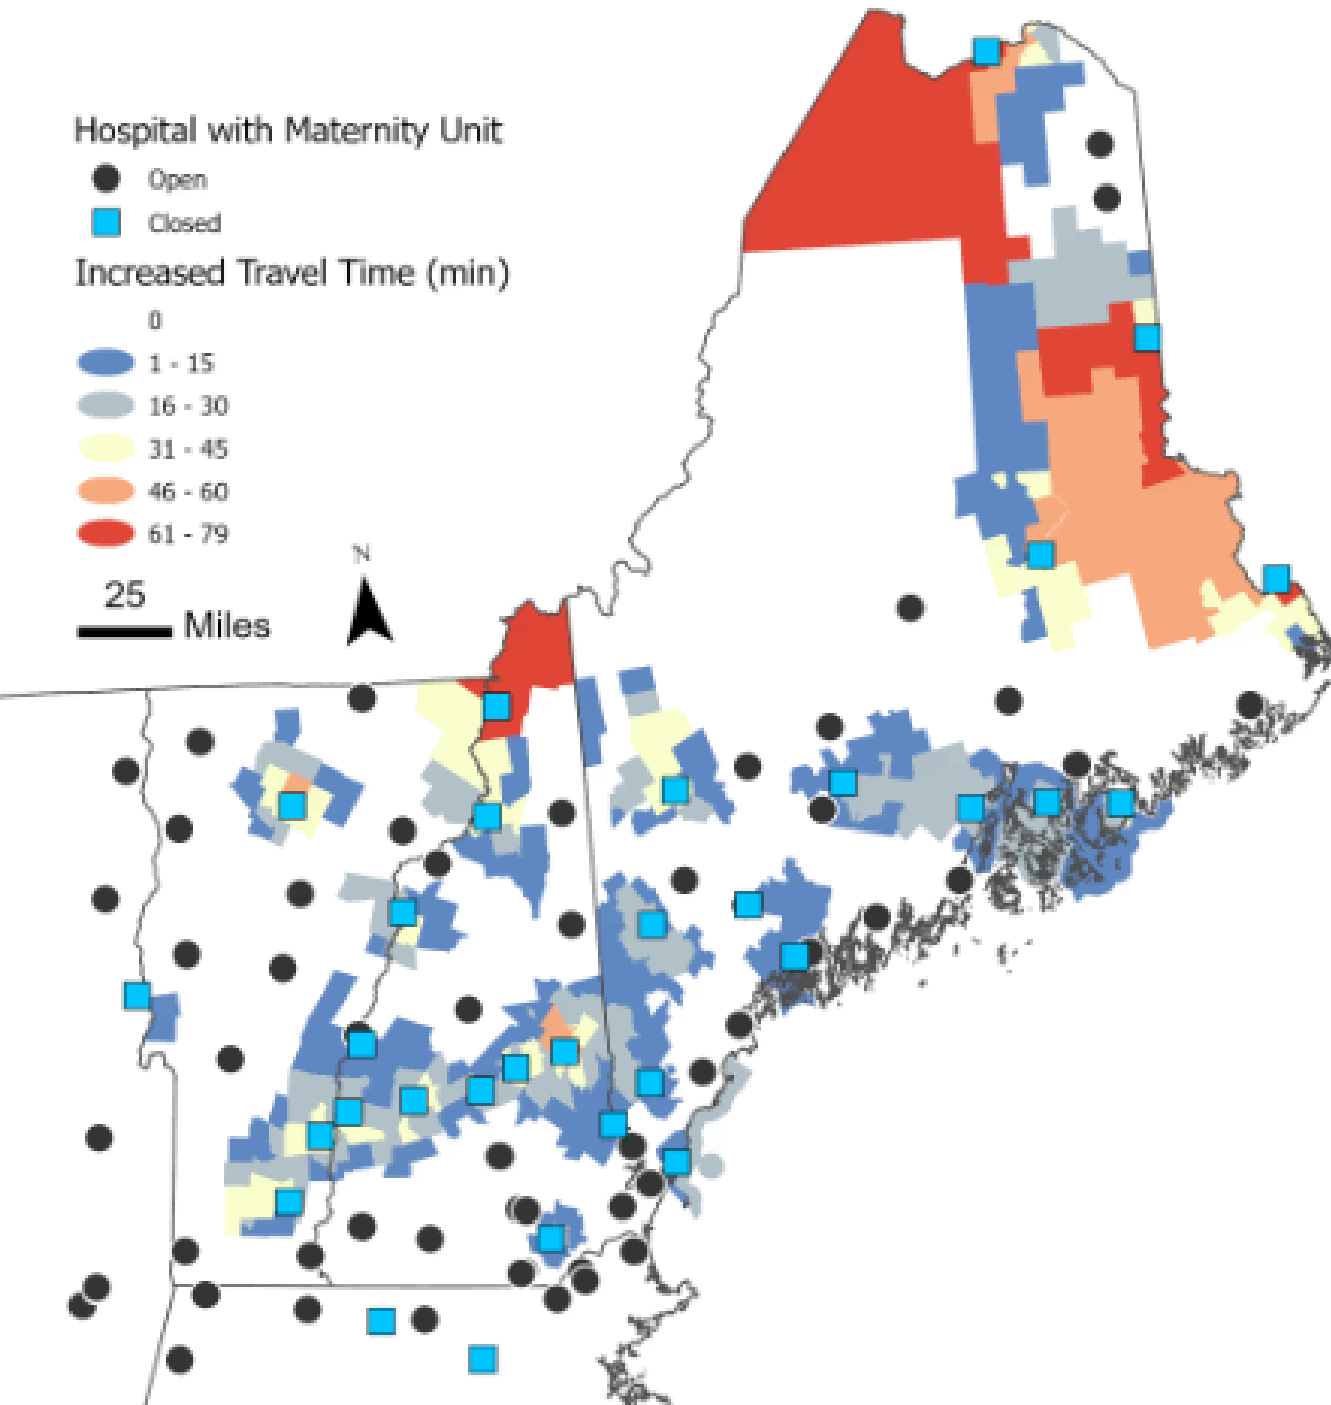 Hospital with Maternity Unit
Open
Closed
Increased Travel Time (min)
0
1 - 15
16 - 30
31 - 45
46 - 60
61 - 79
N
25
Miles